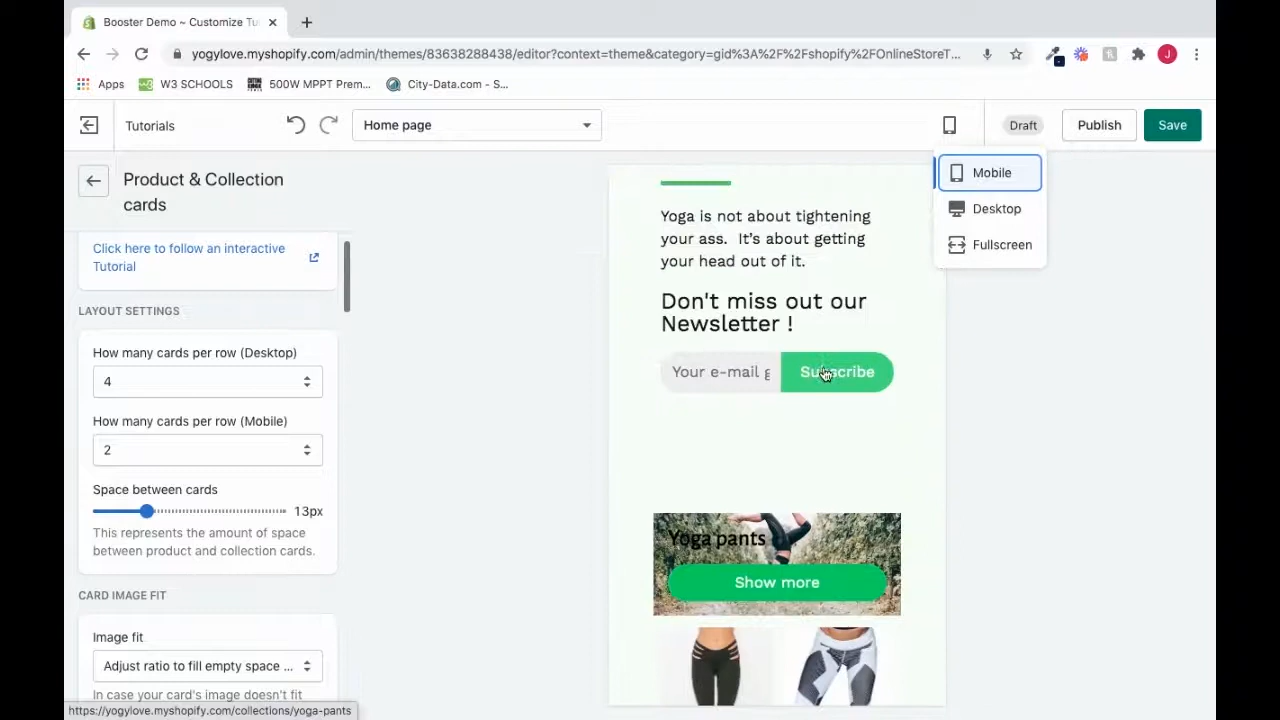 Booster Demo ~ Customize Tu
yogylove.myshopify.com/admin/themes/83638288438/editor?context=theme&category=gid%3A%2F%2Fshopify%2FOnlineStoreT...
J
Apps
W3 SCHOOLS
500W MPPT Prem...
City-Data.com - S...
Tutorials
Home page
Draft
Publish
Save
Mobile
Desktop
Fullscreen
Product & Collection
cards
Click here to follow an interactive
Tutorial
LAYOUT SETTINGS
How many cards per row (Desktop)
4
How many cards per row (Mobile)
2
Space between cards
13px
This represents the amount of space
between product and collection cards.
CARD IMAGE FIT
Image fit
Adjust ratio to fill empty space ...
In case your card's image doesn't fit
https://yogylove.myshopify.com/collections/yoga-pants
Yoga is not about tightening
your ass. It's about getting
your head out of it.
Don't miss out our
Newsletter !
Your e-mail g
Subscribe
Yoga pants
Show more